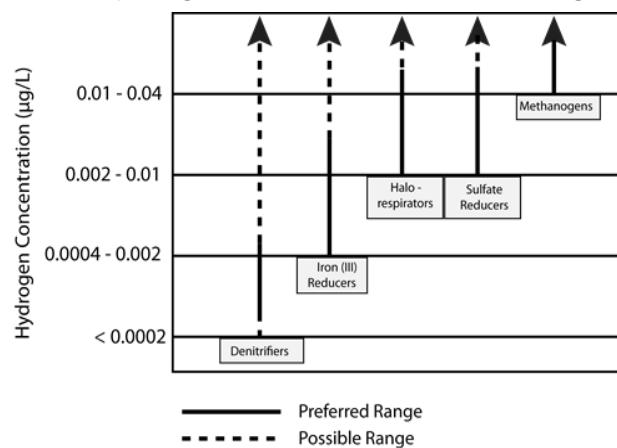 Hydrogen Concentration (µg/L)
0.01 - 0.04
0.002 - 0.01
0.0004 - 0.002
< 0.0002
Methanogens
Halo -
respirators
Sulfate
Reducers
Iron (III)
Reducers
Denitrifiers
Preferred Range
Possible Range